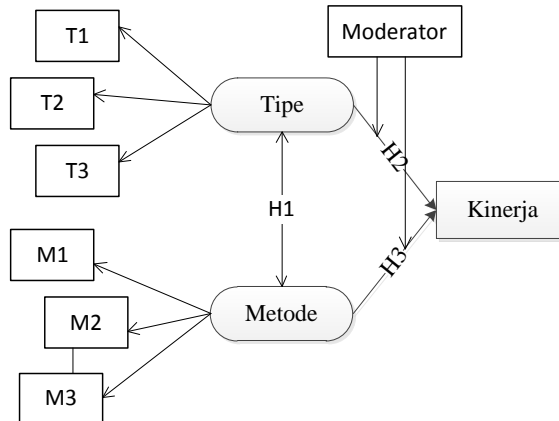 T1
Moderator
T2
Tipe
T3
H2
H1
Kinerja
M1
H3
M2
Metode
M3